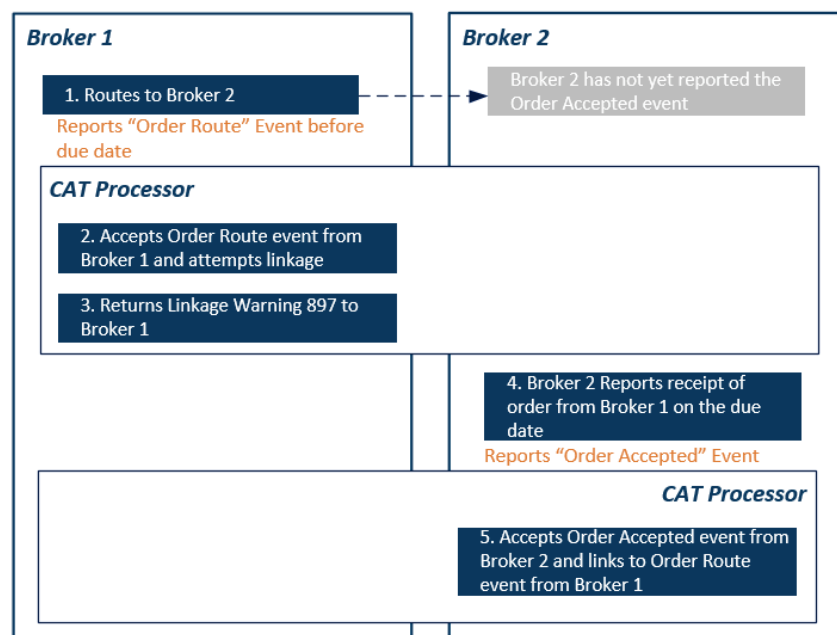 Broker 1
Broker 2
1. Routes to Broker 2
Broker 2 has not yet reported the
Order Accepted event
Reports “Order Route” Event before
due date
CAT Processor
2. Accepts Order Route event from
Broker 1 and attempts linkage
3. Returns Linkage Warning 897 to
Broker 1
4. Broker 2 Reports receipt of
order from Broker 1 on the due
date
Reports “Order Accepted” Event
CAT Processor
5. Accepts Order Accepted event from
Broker 2 and links to Order Route
event from Broker 1